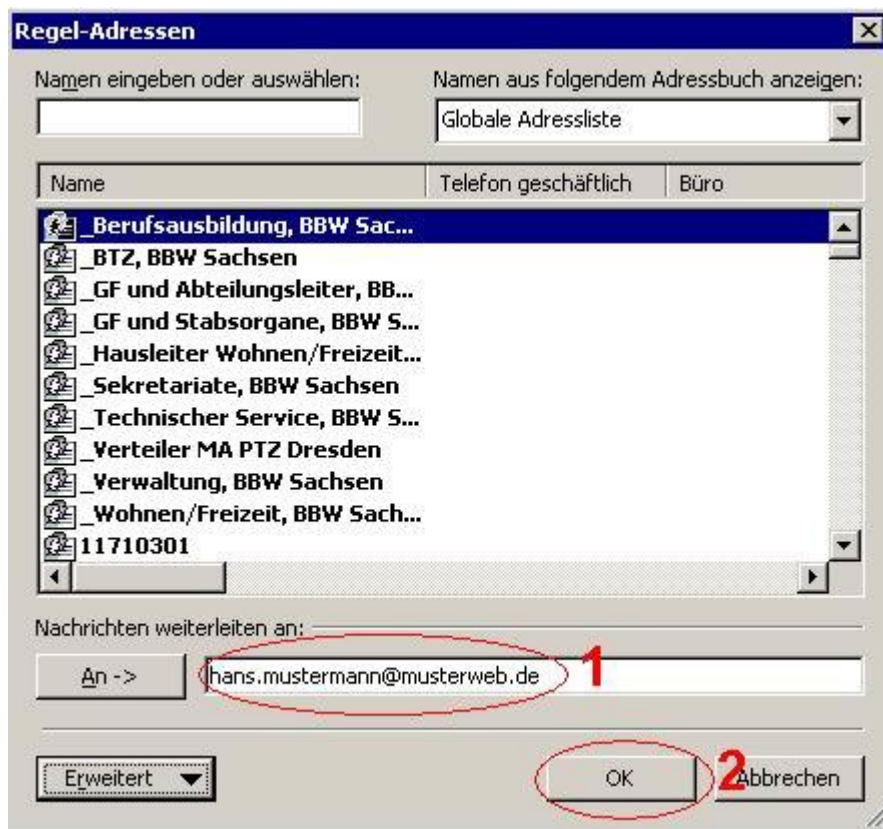 Regel-Adressen
Namen eingeben oder auswählen:
Namen aus folgendem Adressbuch anzeigen:
Globale Adressliste
Name Telefon geschäftlich Büro
_Berufsausbildung, BBW Sac...
_BTZ, BBW Sachsen
_GF und Abteilungsleiter, BB...
_GF und Stabsorgane, BBW S...
_Hausleiter Wohnen/Freizeit...
_Sekretariate, BBW Sachsen
_Technischer Service, BBW S...
_Verteiler MA PTZ Dresden
_Verwaltung, BBW Sachsen
_Wohnen/Freizeit, BBW Sach...
11710301
Nachrichten weiterleiten an:
An -> hans.mustermann@musterweb.de 1
Erweitert OK 2 Abbrechen